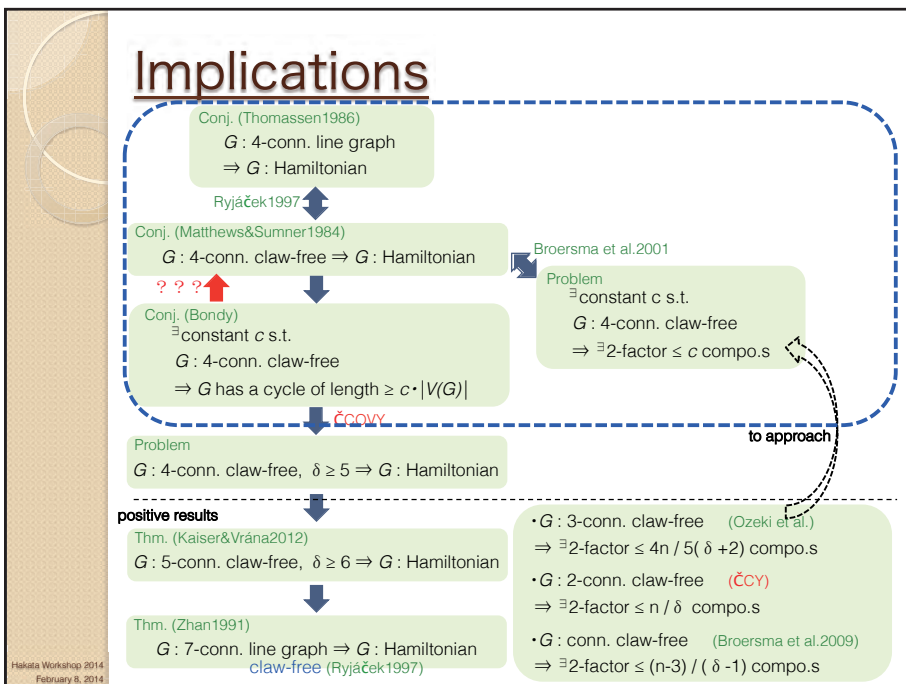 Implications
Conj. (Thomassen1986)
G : 4-conn. line graph
⇒ G : Hamiltonian
Ryjáček1997
Conj. (Matthews&Sumner1984)
G : 4-conn. claw-free ⇒ G : Hamiltonian
Broersma et al.2001
Problem
∃constant c s.t.
G : 4-conn. claw-free
⇒ ∃2-factor ≤ c compo.s
? ? ?
Conj. (Bondy)
∃constant c s.t.
G : 4-conn. claw-free
⇒ G has a cycle of length ≥ c・|V(G)|
ČCOVY
to approach
Problem
G : 4-conn. claw-free, δ ≥ 5 ⇒ G : Hamiltonian
positive results
Thm. (Kaiser&Vrána2012)
G : 5-conn. claw-free, δ ≥ 6 ⇒ G : Hamiltonian
Thm. (Zhan1991)
G : 7-conn. line graph ⇒ G : Hamiltonian
claw-free (Ryjáček1997)
・G : 3-conn. claw-free (Ozeki et al.)
⇒ ∃2-factor ≤ 4n / 5( δ +2) compo.s
・G : 2-conn. claw-free (ČCY)
⇒ ∃2-factor ≤ n / δ compo.s
・G : conn. claw-free (Broersma et al.2009)
⇒ ∃2-factor ≤ (n-3) / ( δ -1) compo.s
Hakata Workshop 2014
February 8, 2014